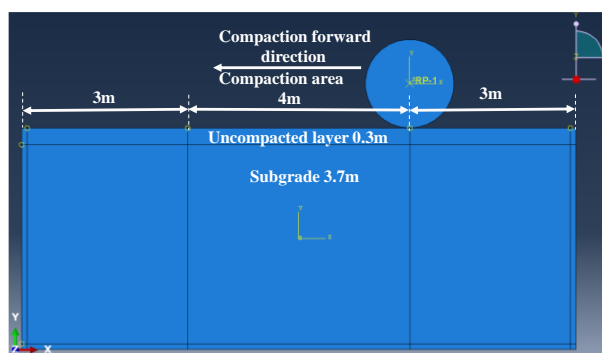 Compaction forward
direction
Compaction area
3m
4m
3m
Y
RP-1 X
Uncompacted layer 0.3m
Subgrade 3.7m
Y
X
Y
Z X